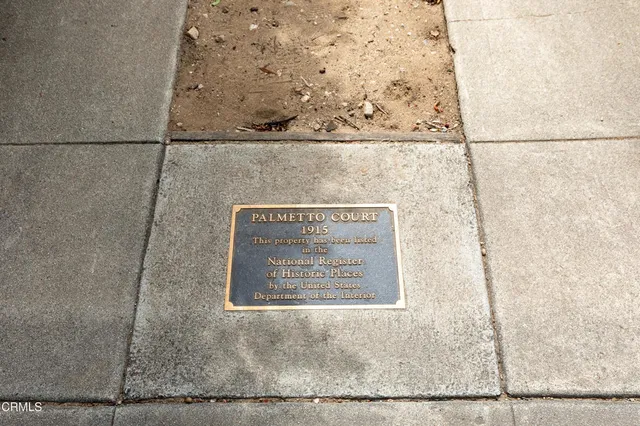 PALMETTO COURT
1915
This property has been listed
in the
National Register
of Historic Places
by the United States
Department of the Interior
CRMLS